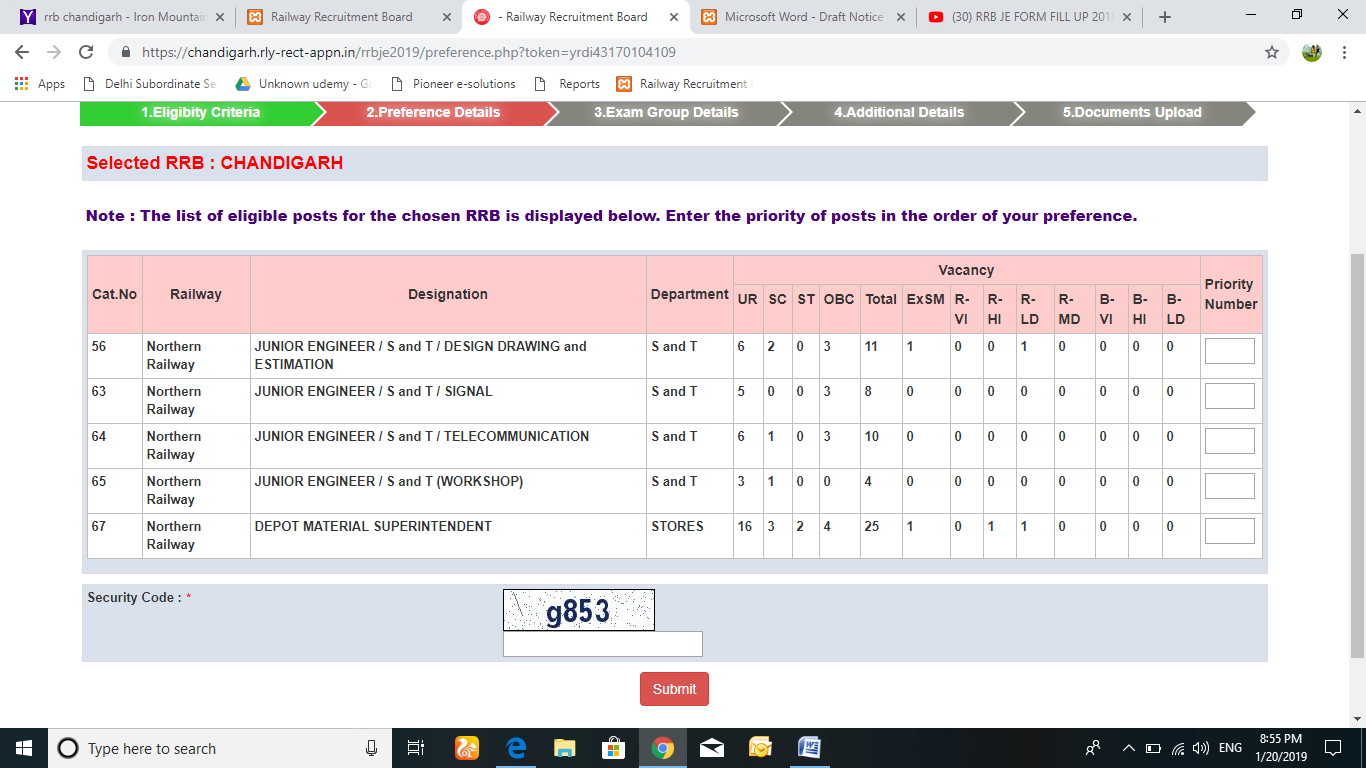 rrb chandigarh - Iron Mountain
Railway Recruitment Board
- Railway Recruitment Board
Microsoft Word - Draft Notice
(30) RRB JE FORM FILL UP 201
https://chandigarh.rly-rect-appn.in/rrbje2019/preference.php?token=yrdi43170104109
Apps Delhi Subordinate Se Unknown udemy - G Pioneer e-solutions Reports Railway Recruitment
1.Eligibity Criteria 2.Preference Details 3.Exam Group Details 4.Additional Details 5.Documents Upload
Selected RRB : CHANDIGARH
Note : The list of eligible posts for the chosen RRB is displayed below. Enter the priority of posts in the order of your preference.
Vacancy
Cat.No Railway Designation Department UR SC ST OBC Total ExSM R-VI R-HI R-LD R-MD B-VI B-HI B-LD Priority Number
56 Northern Railway JUNIOR ENGINEER / S and T / DESIGN DRAWING and ESTIMATION S and T 6 2 0 3 11 1 0 0 1 0 0 0 0
63 Northern Railway JUNIOR ENGINEER / S and T / SIGNAL S and T 5 0 0 3 8 0 0 0 0 0 0 0 0
64 Northern Railway JUNIOR ENGINEER / S and T / TELECOMMUNICATION S and T 6 1 0 3 10 0 0 0 0 0 0 0 0
65 Northern Railway JUNIOR ENGINEER / S and T (WORKSHOP) S and T 3 1 0 0 4 0 0 0 0 0 0 0 0
67 Northern Railway DEPOT MATERIAL SUPERINTENDENT STORES 16 3 2 4 25 1 0 1 1 0 0 0 0
Security Code : *
g853
Submit
Type here to search
ENG
8:55 PM
1/20/2019